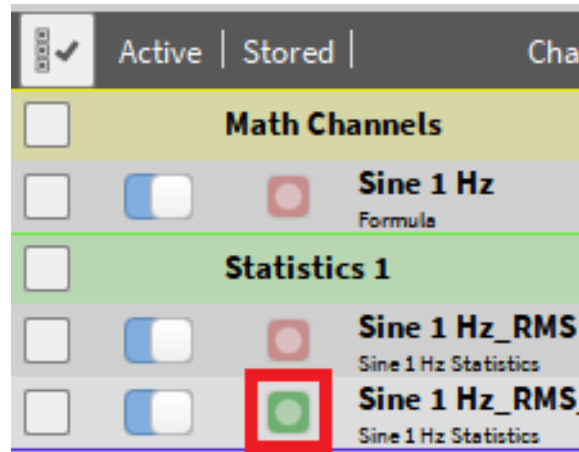 Active | Stored | Cha
Math Channels
Sine 1 Hz
Formula
Statistics 1
Sine 1 Hz_RMS
Sine 1 Hz Statistics
Sine 1 Hz_RMS_
Sine 1 Hz Statistics